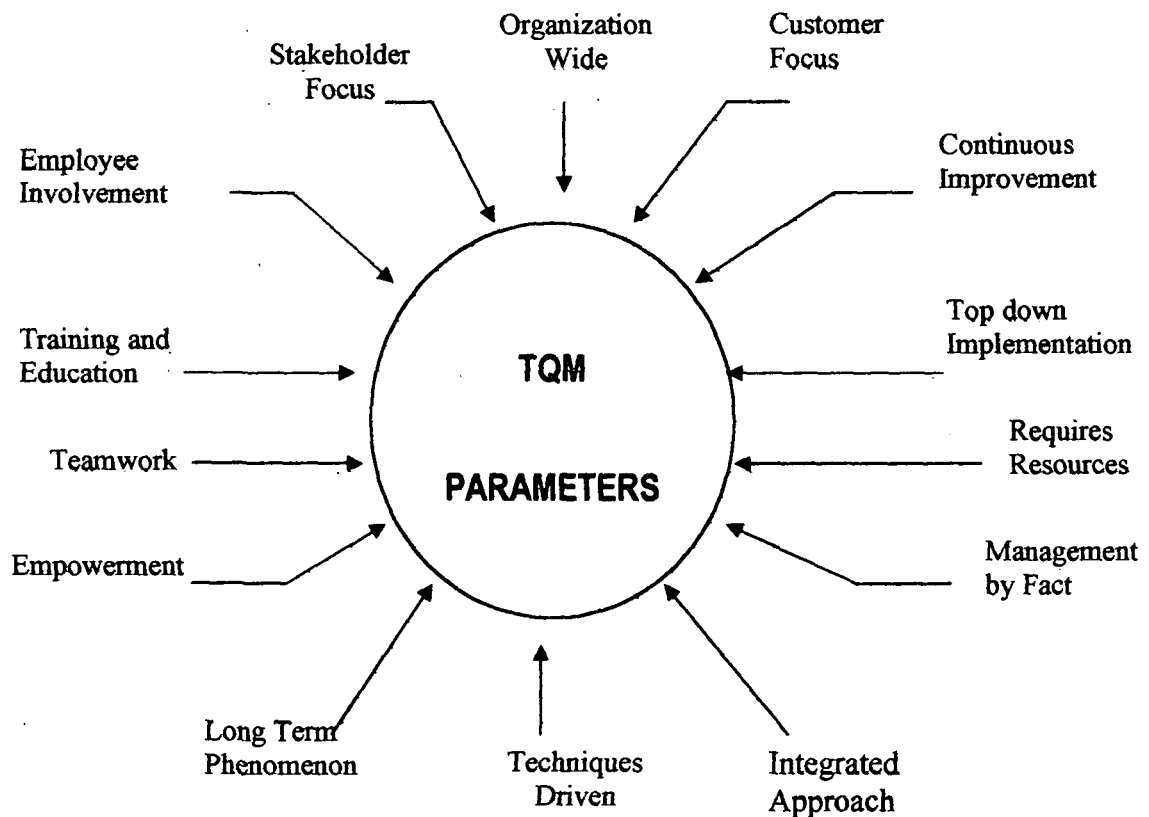 Organization
Wide
Customer
Focus
Stakeholder
Focus
Employee
Involvement
Continuous
Improvement
Training and
Education
Top down
Implementation
TQM
PARAMETERS
Teamwork
Requires
Resources
Empowerment
Management
by Fact
Long Term
Phenomenon
Techniques
Driven
Integrated
Approach